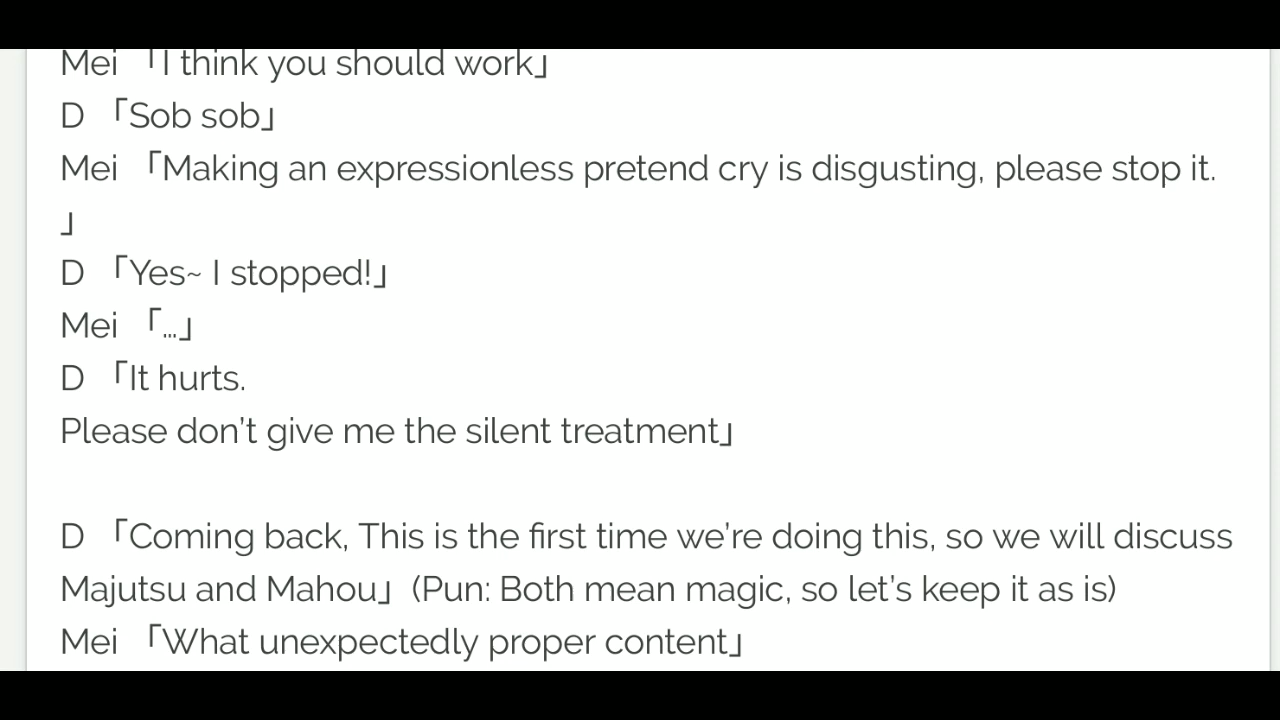 Mei 「I think you should work」
D 「Sob sob」
Mei 「Making an expressionless pretend cry is disgusting, please stop it.
」
D 「Yes~ I stopped!」
Mei 「…」
D 「It hurts.
Please don’t give me the silent treatment」
D 「Coming back, This is the first time we’re doing this, so we will discuss
Majutsu and Mahou」 (Pun: Both mean magic, so let’s keep it as is)
Mei 「What unexpectedly proper content」